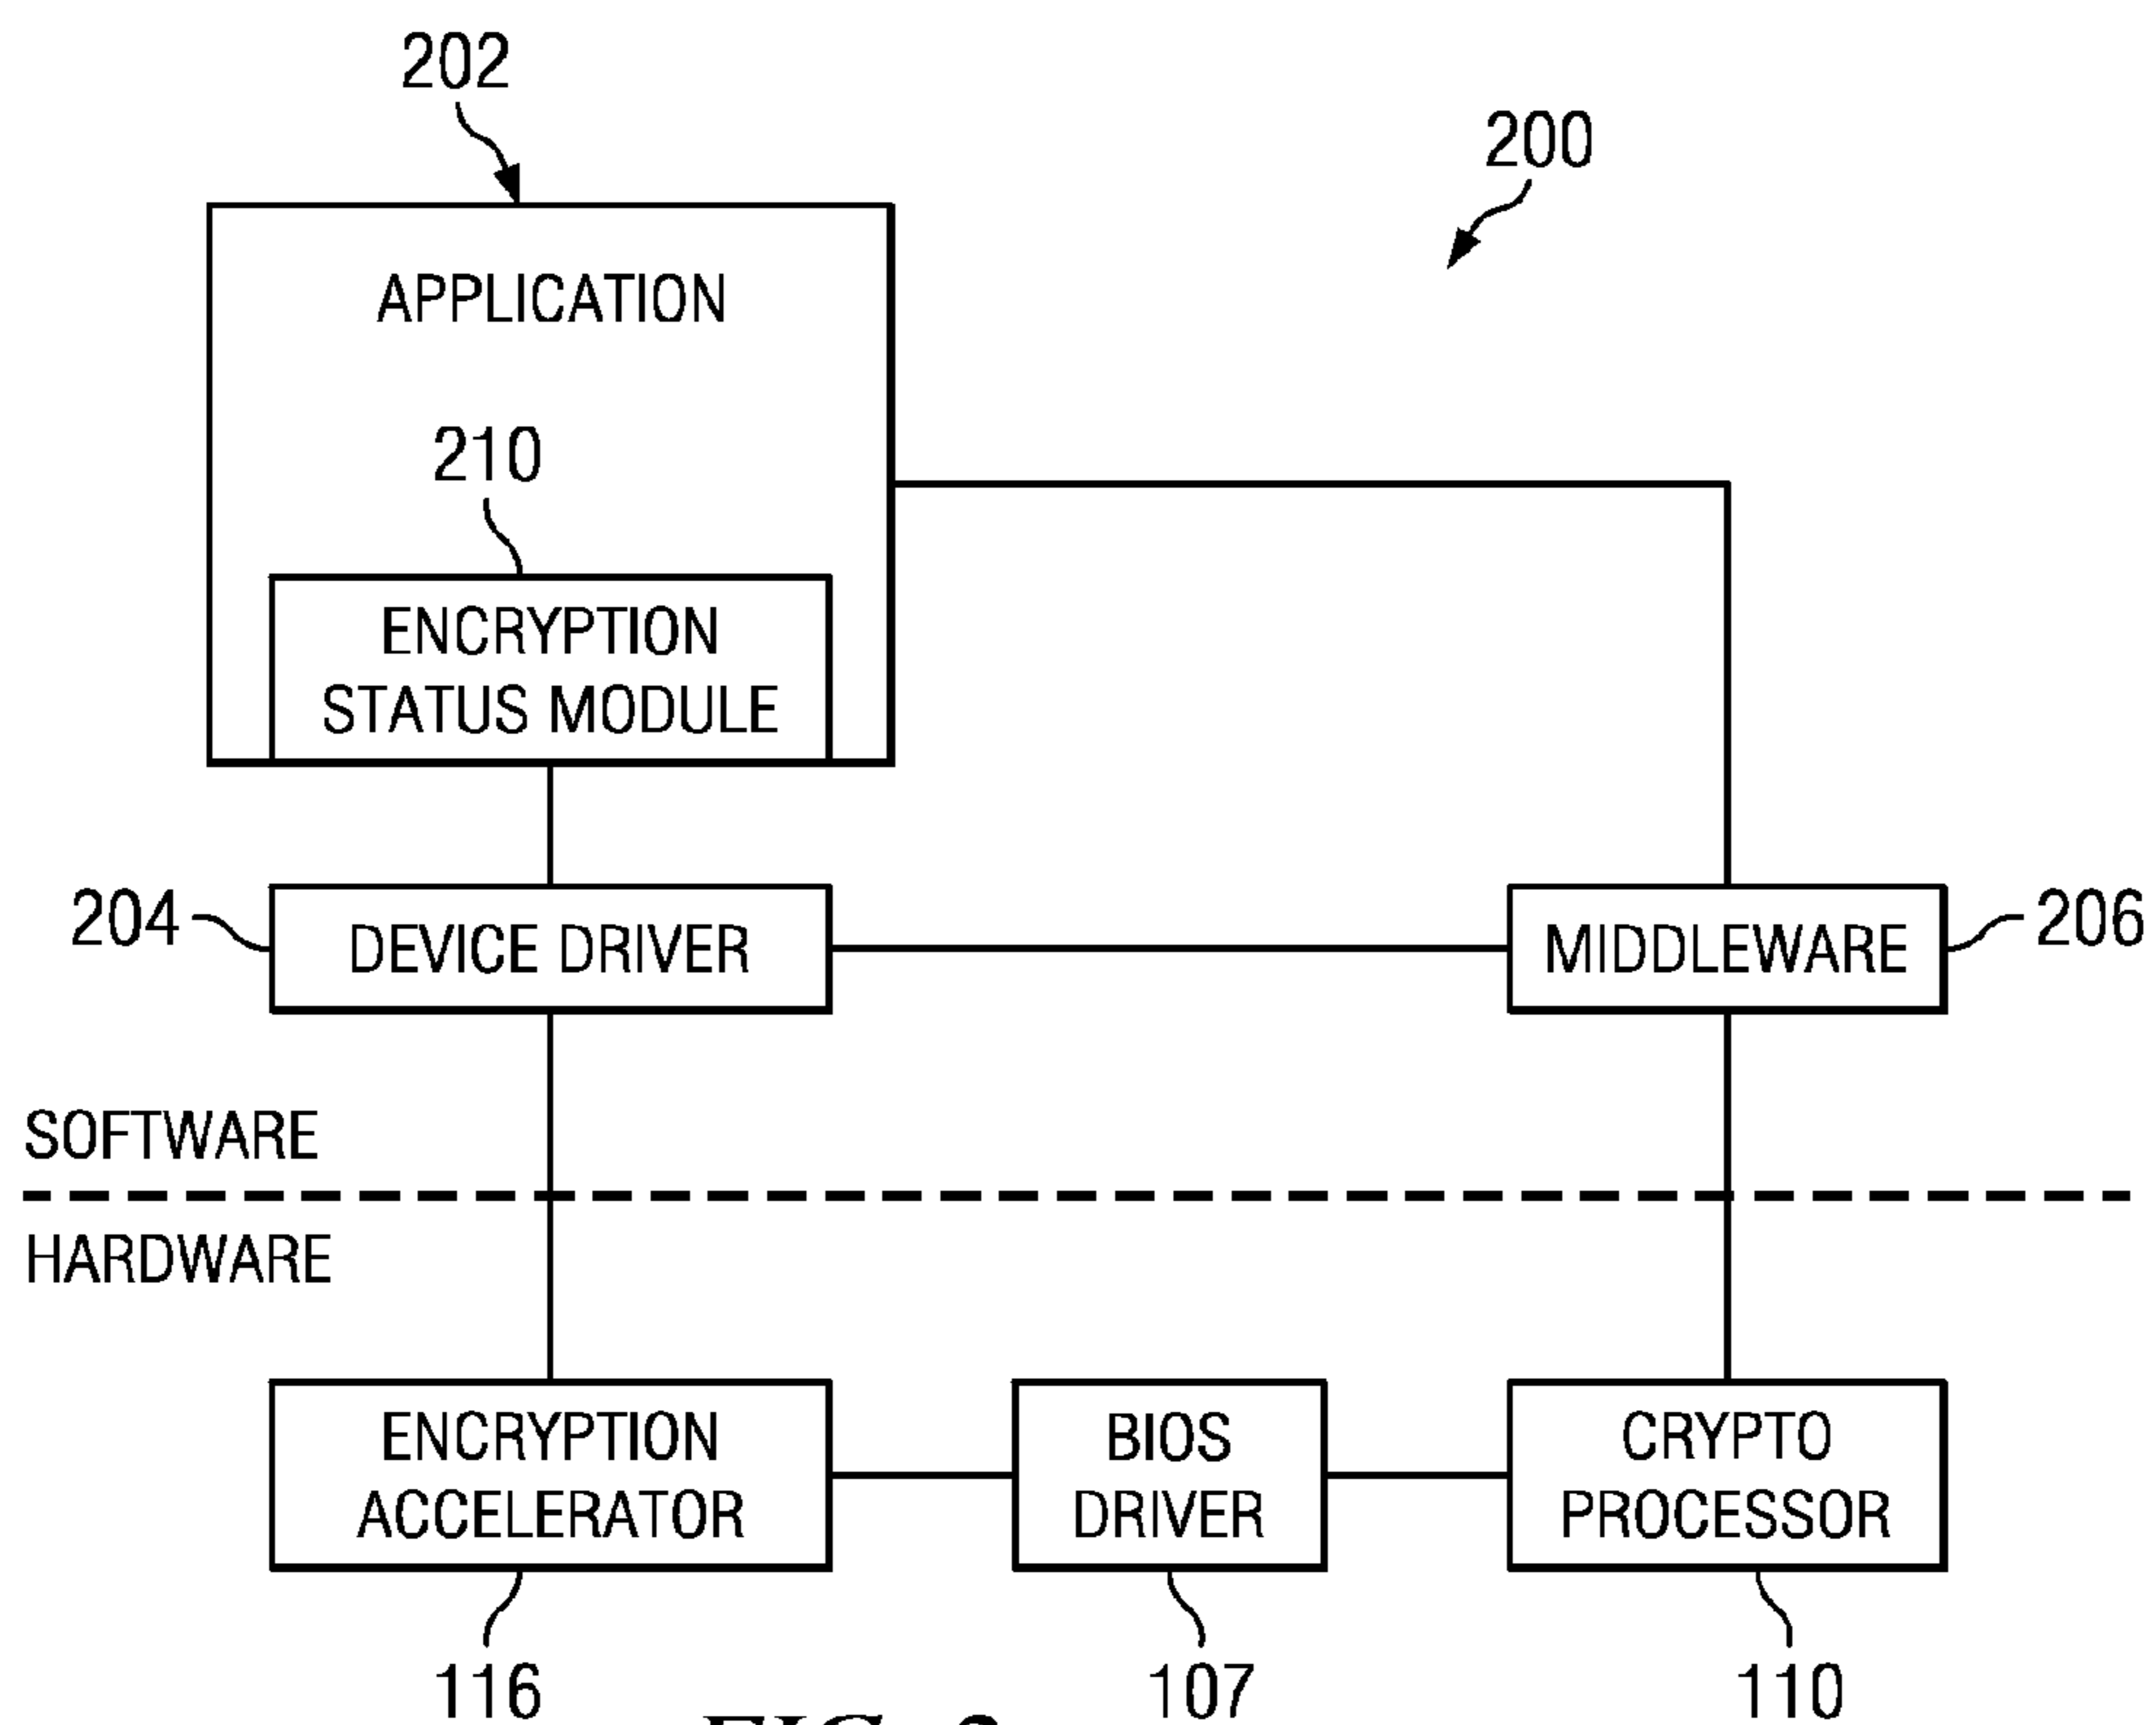 202
200
APPLICATION
210
ENCRYPTION
STATUS MODULE
204
DEVICE DRIVER
MIDDLEWARE
206
SOFTWARE
HARDWARE
ENCRYPTION
ACCELERATOR
BIOS
DRIVER
CRYPTO
PROCESSOR
116
107
110